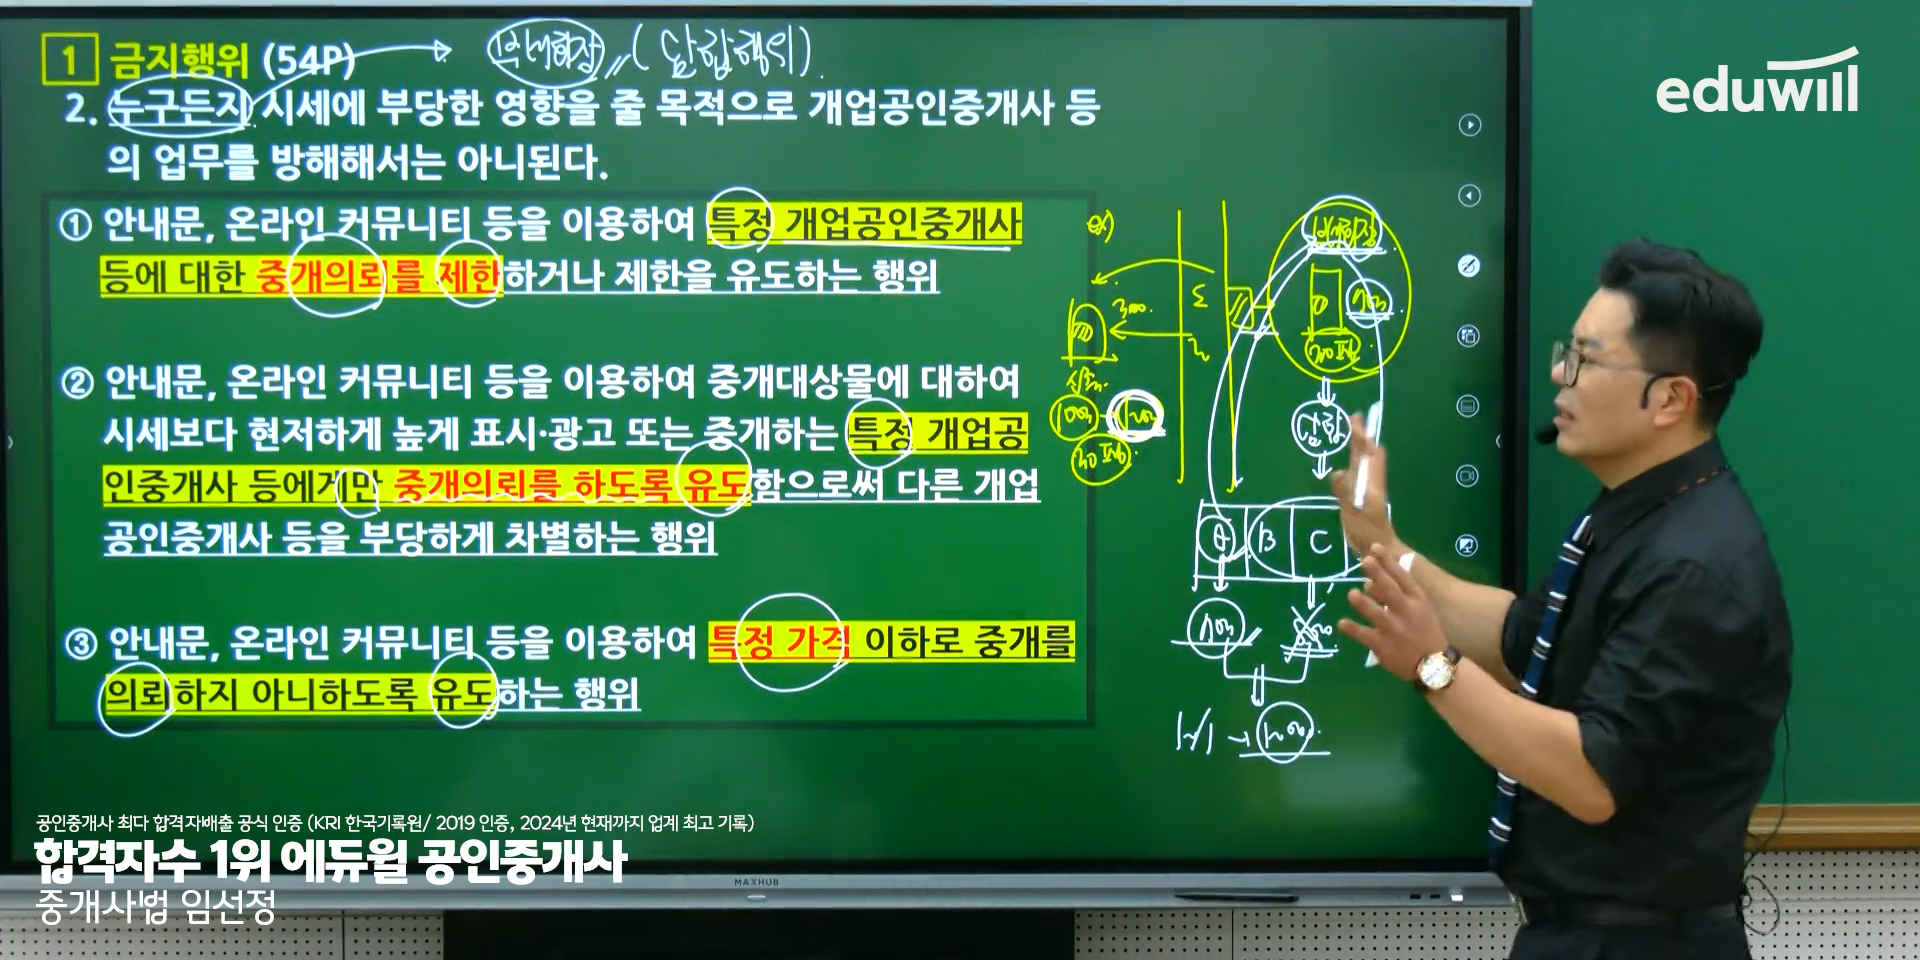 1 금지행위 (54P)
(담합행위)
2. 누구든지 시세에 부당한 영향을 줄 목적으로 개업공인중개사 등
의 업무를 방해해서는 아니된다.
① 안내문, 온라인 커뮤니티 등을 이용하여 특정 개업공인중개사
등에 대한 중개의뢰를 제한하거나 제한을 유도하는 행위
② 안내문, 온라인 커뮤니티 등을 이용하여 중개대상물에 대하여
시세보다 현저하게 높게 표시·광고 또는 중개하는 특정 개업공
인중개사 등에게만 중개의뢰를 하도록 유도함으로써 다른 개업
공인중개사 등을 부당하게 차별하는 행위
③ 안내문, 온라인 커뮤니티 등을 이용하여 특정 가격 이하로 중개를
의뢰하지 아니하도록 유도하는 행위
ex)
담합
A B C
eduwill
MAXHUB
공인중개사 최다 합격자배출 공식 인증 (KRI 한국기록원/ 2019 인증, 2024년 현재까지 업계 최고 기록)
합격자수 1위 에듀윌 공인중개사
중개사법 임선정